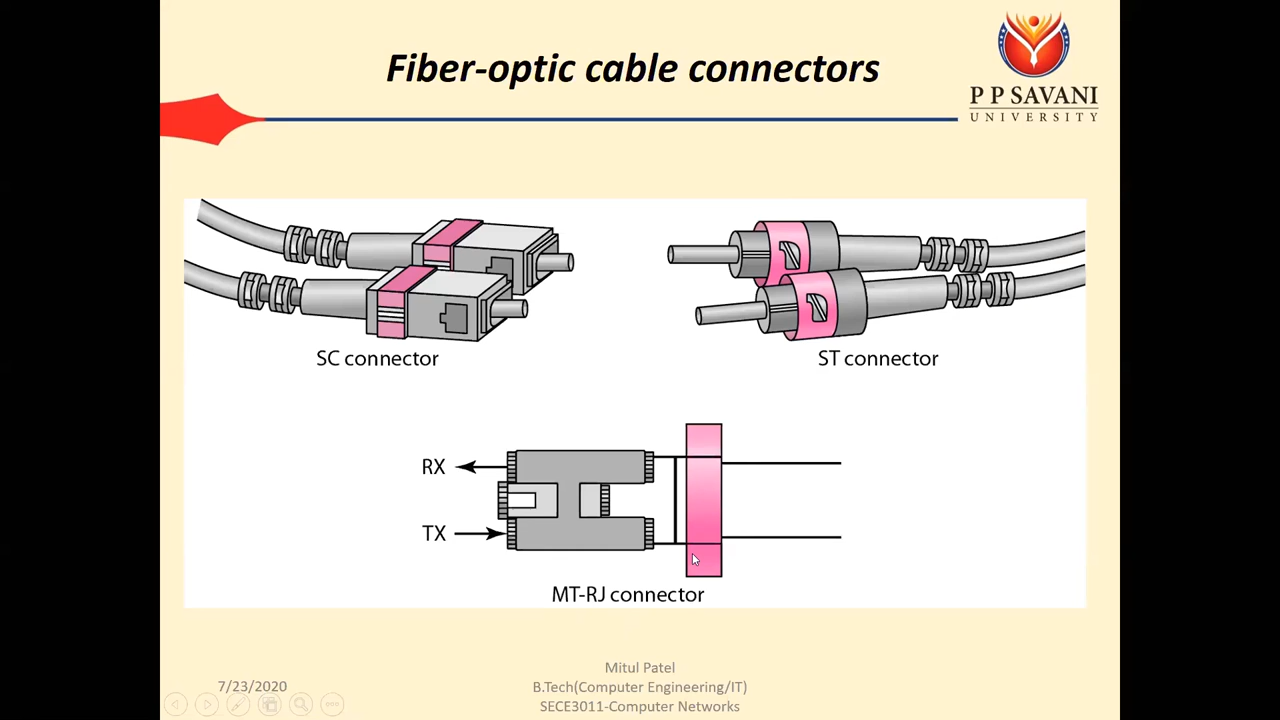 Fiber-optic cable connectors
P P SAVANI
UNIVERSITY
SC connector
ST connector
RX
TX
MT-RJ connector
Mitul Patel
7/23/2020
B.Tech(Computer Engineering/IT)
SECE3011-Computer Networks